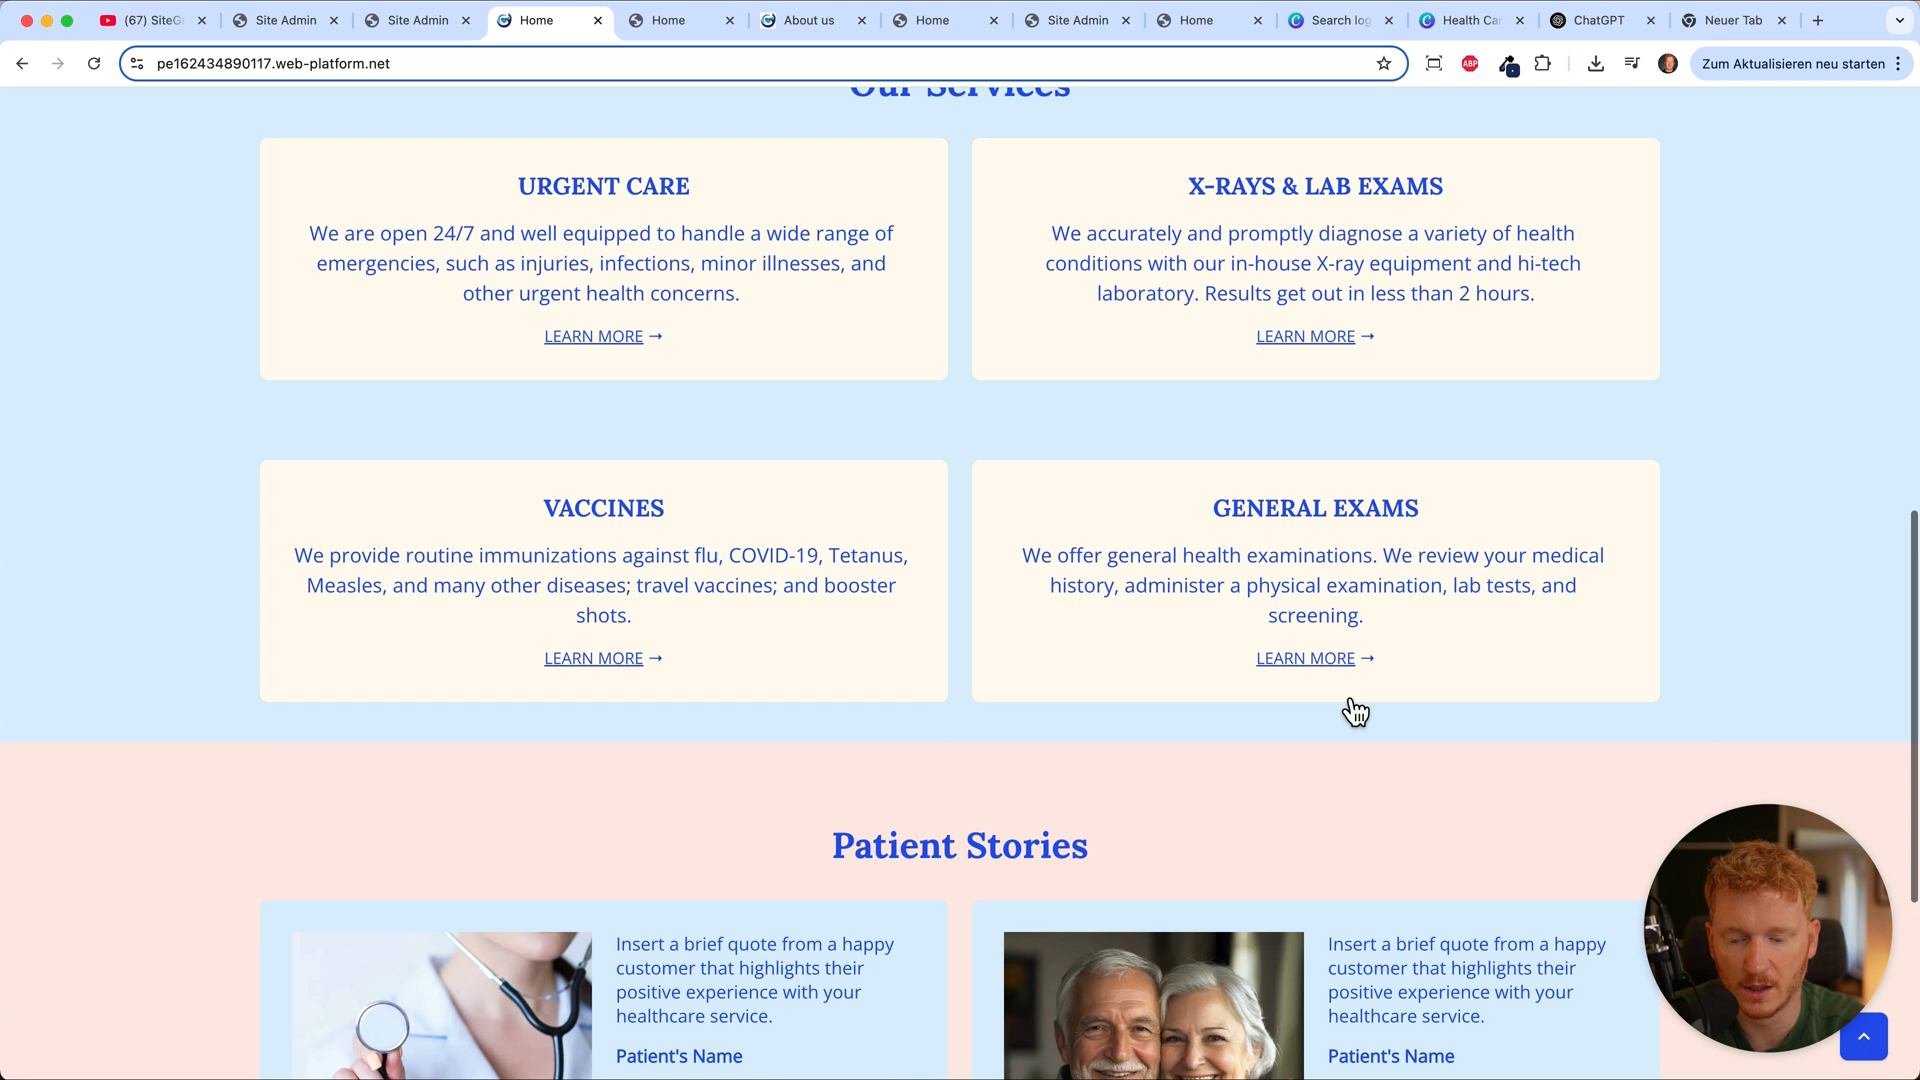 (67) SiteG
Site Admin
Site Admin
Home
Home
About us
Home
Site Admin
Home
Search log
Health Car
ChatGPT
Neuer Tab
pe162434890117.web-platform.net
ABP
Zum Aktualisieren neu starten
Our Services
URGENT CARE
We are open 24/7 and well equipped to handle a wide range of
emergencies, such as injuries, infections, minor illnesses, and
other urgent health concerns.
LEARN MORE →
X-RAYS & LAB EXAMS
We accurately and promptly diagnose a variety of health
conditions with our in-house X-ray equipment and hi-tech
laboratory. Results get out in less than 2 hours.
LEARN MORE →
VACCINES
We provide routine immunizations against flu, COVID-19, Tetanus,
Measles, and many other diseases; travel vaccines; and booster
shots.
LEARN MORE →
GENERAL EXAMS
We offer general health examinations. We review your medical
history, administer a physical examination, lab tests, and
screening.
LEARN MORE →
Patient Stories
Insert a brief quote from a happy
customer that highlights their
positive experience with your
healthcare service.
Patient's Name
Insert a brief quote from a happy
customer that highlights their
positive experience with your
healthcare service.
Patient's Name